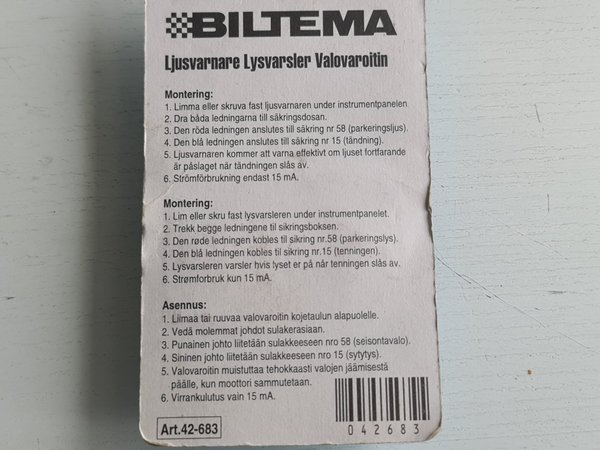 BILTEMA
Ljusvarnare Lysvarsler Valovaroitin
Montering:
1. Limma eller skruva fast ljusvarnaren under instrumentpanelen
2. Dra båda ledningarna till säkringsdosan.
3. Den röda ledningen anslutes till säkring nr 58 (parkeringsljus).
4. Den blå ledningen anslutes till säkring nr 15 (tändning).
5. Ljusvarnaren kommer att varna effektivt om ljuset fortfarande
är påslaget när tändningen slås av.
6. Strömförbrukning endast 15 mA.
Montering:
1. Lim eller skru fast lysvarsleren under instrumentpanelet.
2. Trekk begge ledningene til sikringsboksen.
3. Den røde ledningen kobles til sikring nr.58 (parkeringslys).
4. Den blå ledningen kobles til sikring nr.15 (tenningen).
5. Lysvarsleren varsler hvis lyset er på når tenningen slås av.
6. Strømforbruk kun 15 mA.
Asennus:
1. Liimaa tai ruuvaa valovaroitin kojetaulun alapuolelle.
2. Vedä molemmat johdot sulakerasiaan.
3. Punainen johto liitetään sulakkeeseen nro 58 (seisontavalo).
4. Sininen johto liitetään sulakkeeseen nro 15 (sytytys).
5. Valovaroitin muistuttaa tehokkaasti valojen jäämisestä
päälle, kun moottori sammutetaan.
6. Virrankulutus vain 15 mA.
Art.42-683
042683